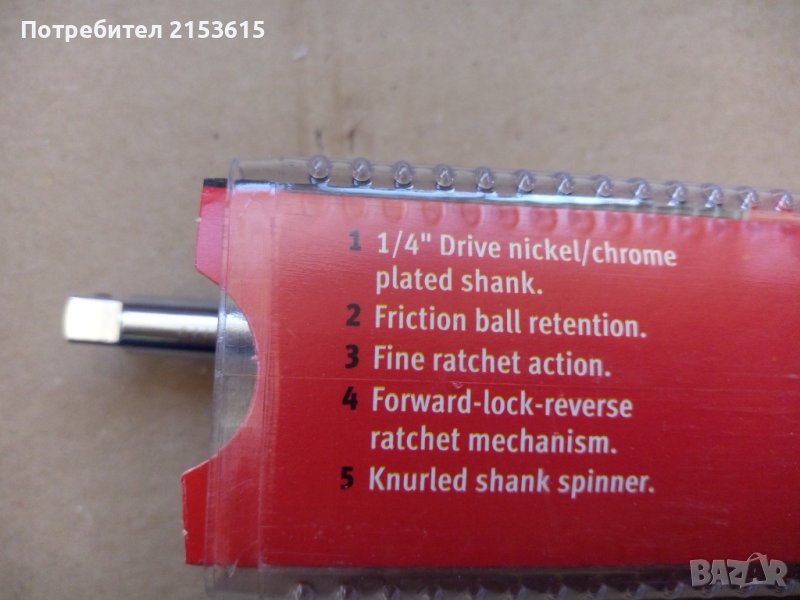 Потребител 2153615
1 1/4" Drive nickel/chrome
plated shank.
2 Friction ball retention.
3 Fine ratchet action.
4 Forward-lock-reverse
ratchet mechanism.
5 Knurled shank spinner.
BAZAR